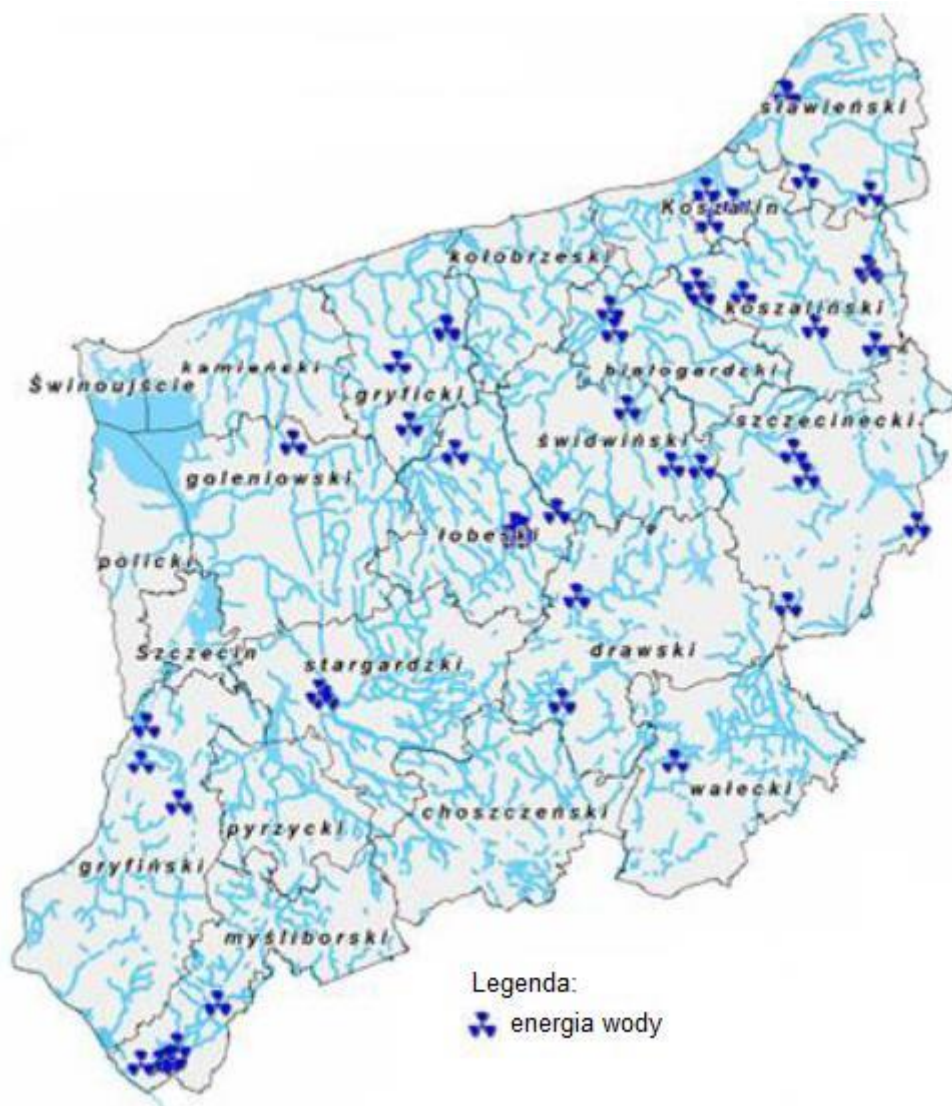 sławieński
Koszalin
kołobrzeski
koszaliński
kamieński
białogardzki
Świnoujście
gryficki
szczecinecki
świdwiński
goleniowski
łobeski
policki
Szczecin
stargardzki
drawski
wałecki
choszczeński
pyrzycki
gryfiński
myśliborski
Legenda:
energia wody